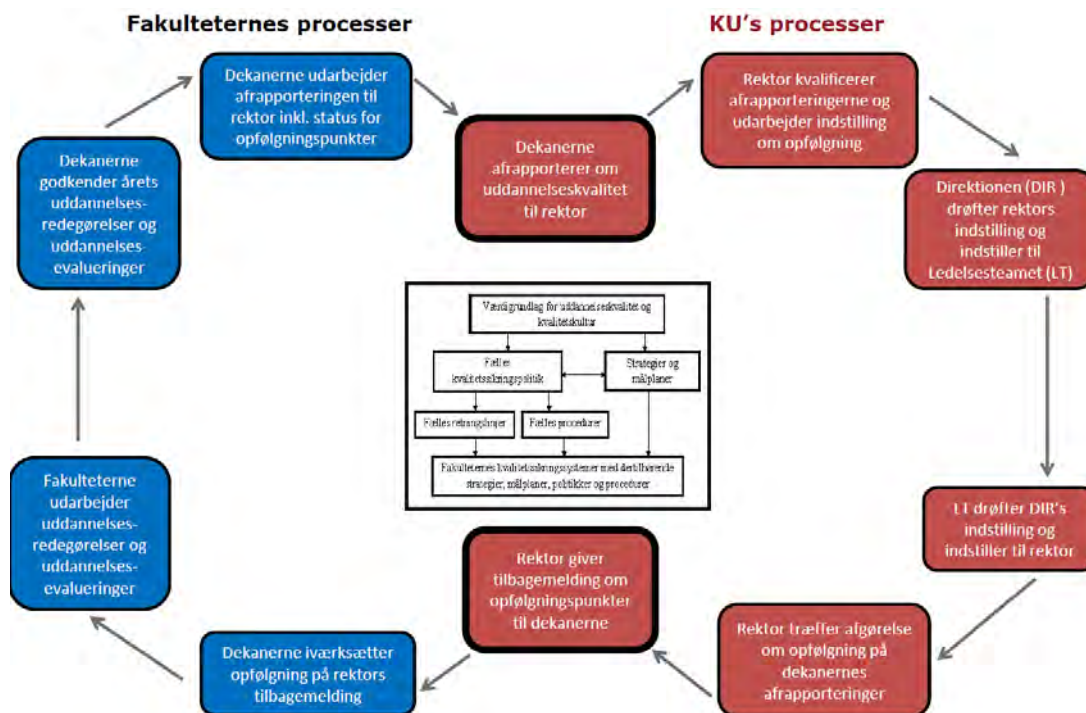 Fakulteternes processer
KU's processer
Dekanerne udarbejder
afrapporteringen til
rektor inkl. status for
opfølgningspunkter
Dekanerne
afrapporterer om
uddannelseskvalitet
til rektor
Rektor kvalificerer
afrapporteringerne og
udarbejder indstilling
om opfølgning
Direktionen (DIR )
drøfter rektors
indstilling og
indstiller til
Ledelsesteamet (LT)
LT drøfter DIR's
indstilling og
indstiller til rektor
Rektor træffer afgørelse
om opfølgning på
dekanernes
afrapporteringer
Rektor giver
tilbagemelding om
opfølgningspunkter
til dekanerne
Dekanerne iværksætter
opfølgning på rektors
tilbagemelding
Fakulteterne
udarbejder
uddannelses-
redegørelser og
uddannelses-
evalueringer
Dekanerne
godkender årets
uddannelses-
redegørelser og
uddannelses-
evalueringer
Værdigrundlag for uddannelseskvalitet og
kvalitetskultur
Fælles
kvalitetssikringspolitik
Strategier og
målplaner
Fælles retningslinjer
Fælles procedurer
Fakulteternes kvalitetssikringssystemer med dertilhørende
strategier, målplaner, politikker og procedurer